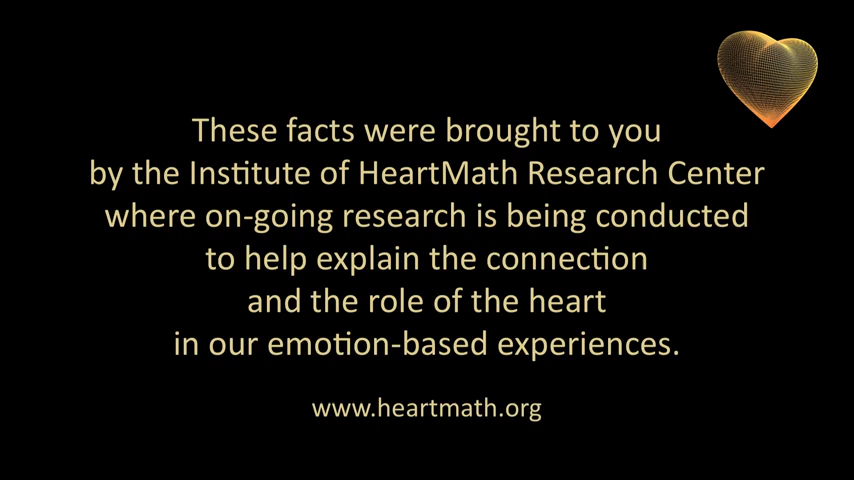 These facts were brought to you
by the Institute of HeartMath Research Center
where on-going research is being conducted
to help explain the connection
and the role of the heart
in our emotion-based experiences.
www.heartmath.org